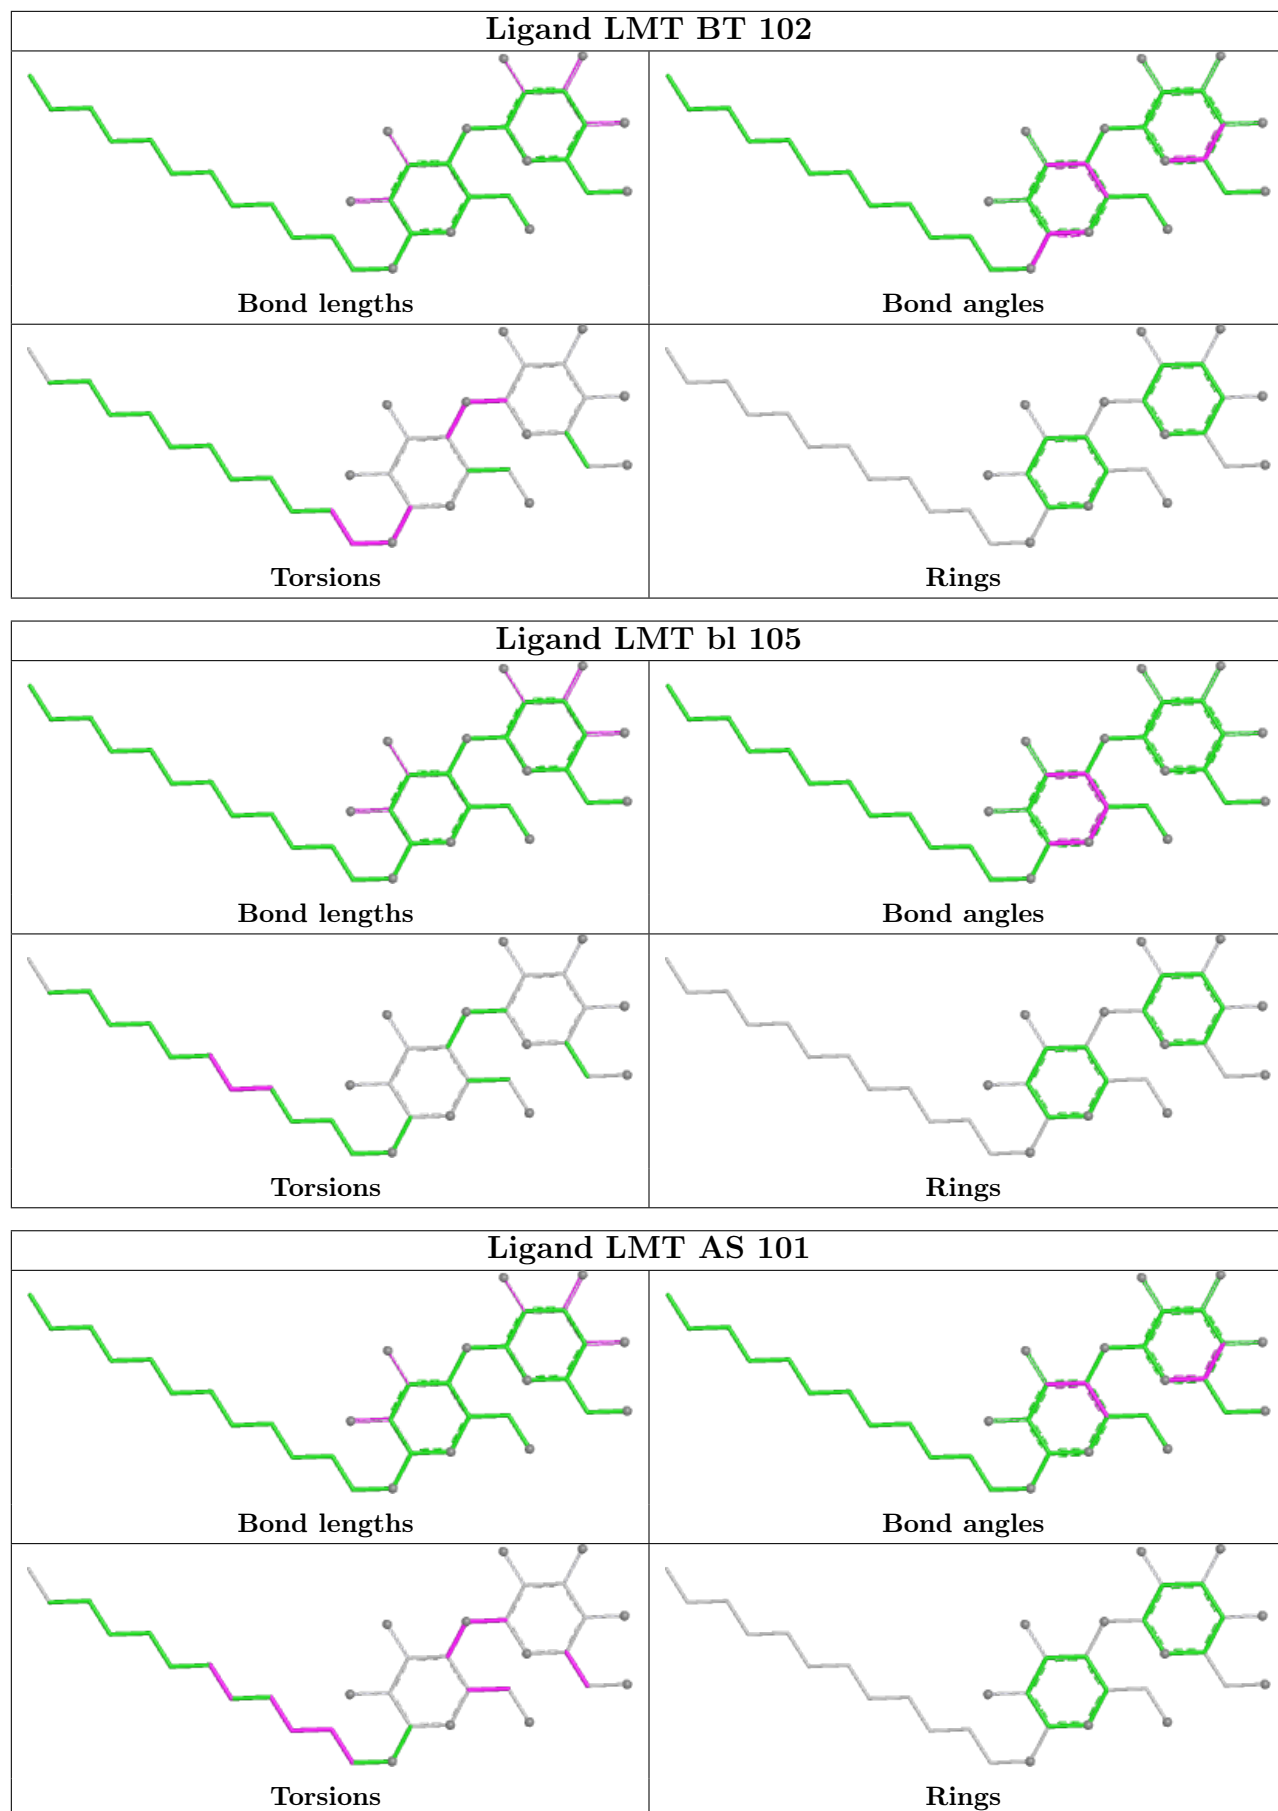 Ligand LMT BT 102
Bond lengths
Bond angles
Torsions
Rings
Ligand LMT bl 105
Bond lengths
Bond angles
Torsions
Rings
Ligand LMT AS 101
Bond lengths
Bond angles
Torsions
Rings